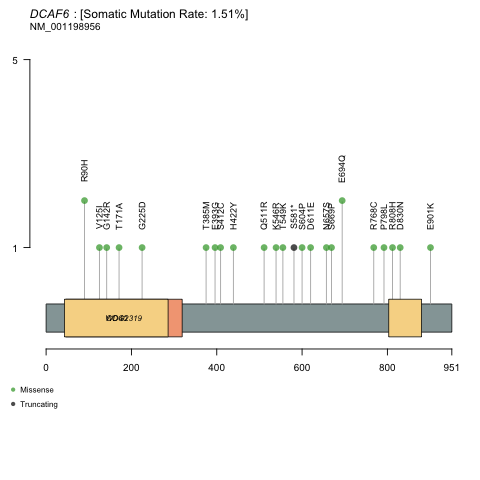 DCAF6 : [Somatic Mutation Rate: 1.51%]
NM_001198956
5
1
R90H
V125I
G142R
T171A
G225D
T385M
E393G
S412C
H422Y
Q511R
K546R
T549K
S581*
S604P
D611E
N657S
S669P
E694Q
R768C
P798L
R808H
D830N
E901K
0
200
400
600
800
951
Missense
Truncating